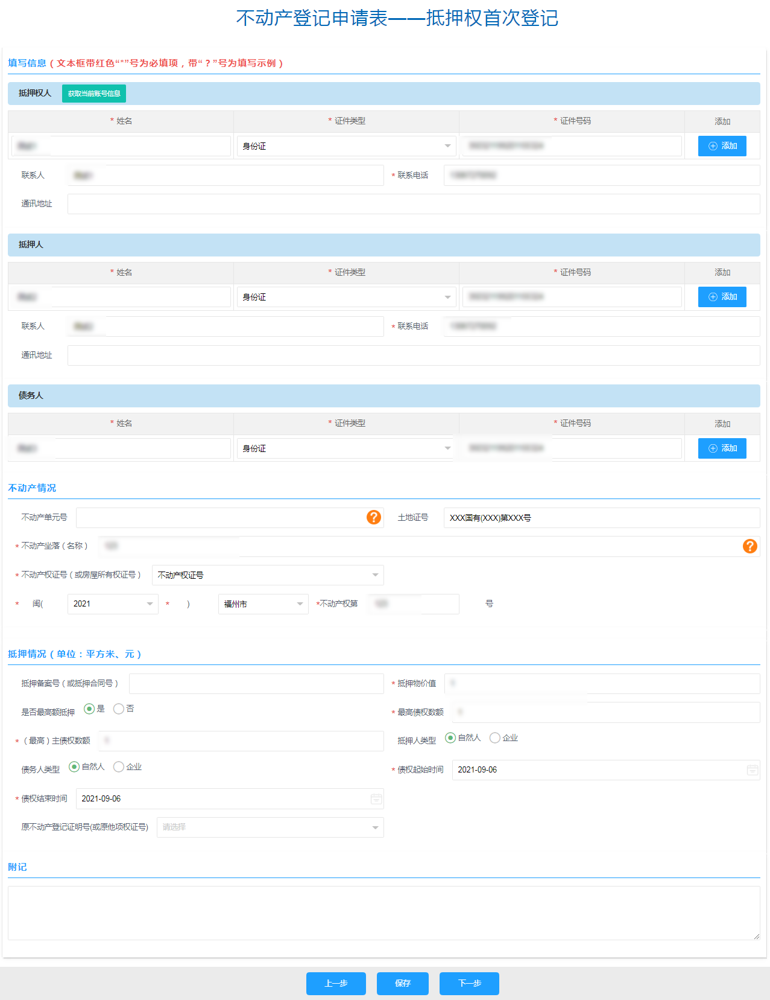 不动产登记申请表——抵押权首次登记
填写信息（文本框带红色“*”号为必填项，带“？”号为填写示例）
抵押权人 获取当前账号信息
* 姓名 * 证件类型 * 证件号码 添加
身份证 添加
联系人 * 联系电话
通讯地址
抵押人
* 姓名 * 证件类型 * 证件号码 添加
身份证 添加
联系人 * 联系电话
通讯地址
债务人
* 姓名 * 证件类型 * 证件号码 添加
身份证 添加
不动产情况
不动产单元号 ? 土地证号 XXX国有(XXX)第XXX号
* 不动产坐落（名称） ?
* 不动产权证号（或房屋所有权证号） 不动产权证号
* 闽( 2021 * ) 福州市 *不动产权第 号
抵押情况（单位：平方米、元）
抵押备案号（或抵押合同号） * 抵押物价值
是否最高额抵押 是 否 * 最高债权数额
* （最高）主债权数额 抵押人类型 自然人 企业
债务人类型 自然人 企业 * 债权起始时间 2021-09-06
* 债权结束时间 2021-09-06
原不动产登记证明号(或原他项权证号) 请选择
附记
上一步 保存 下一步